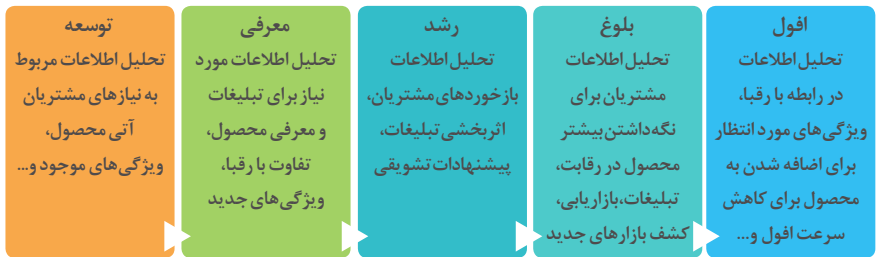 توسعه
تحلیل اطلاعات مربوط
به نیازهای مشتریان
آتی محصول،
ویژگی‌های موجود و...
معرفی
تحلیل اطلاعات مورد
نیاز برای تبلیغات
و معرفی محصول،
تفاوت با رقبا،
ویژگی‌های جدید
رشد
تحلیل اطلاعات
بازخوردهای مشتریان،
اثربخشی تبلیغات،
پیشنهادات تشویقی
بلوغ
تحلیل اطلاعات
مشتریان برای
نگه‌داشتن بیشتر
محصول در رقابت،
تبلیغات، بازاریابی،
کشف بازارهای جدید
افول
تحلیل اطلاعات
در رابطه با رقبا،
ویژگی‌های مورد انتظار
برای اضافه شدن به
محصول برای کاهش
سرعت افول و...